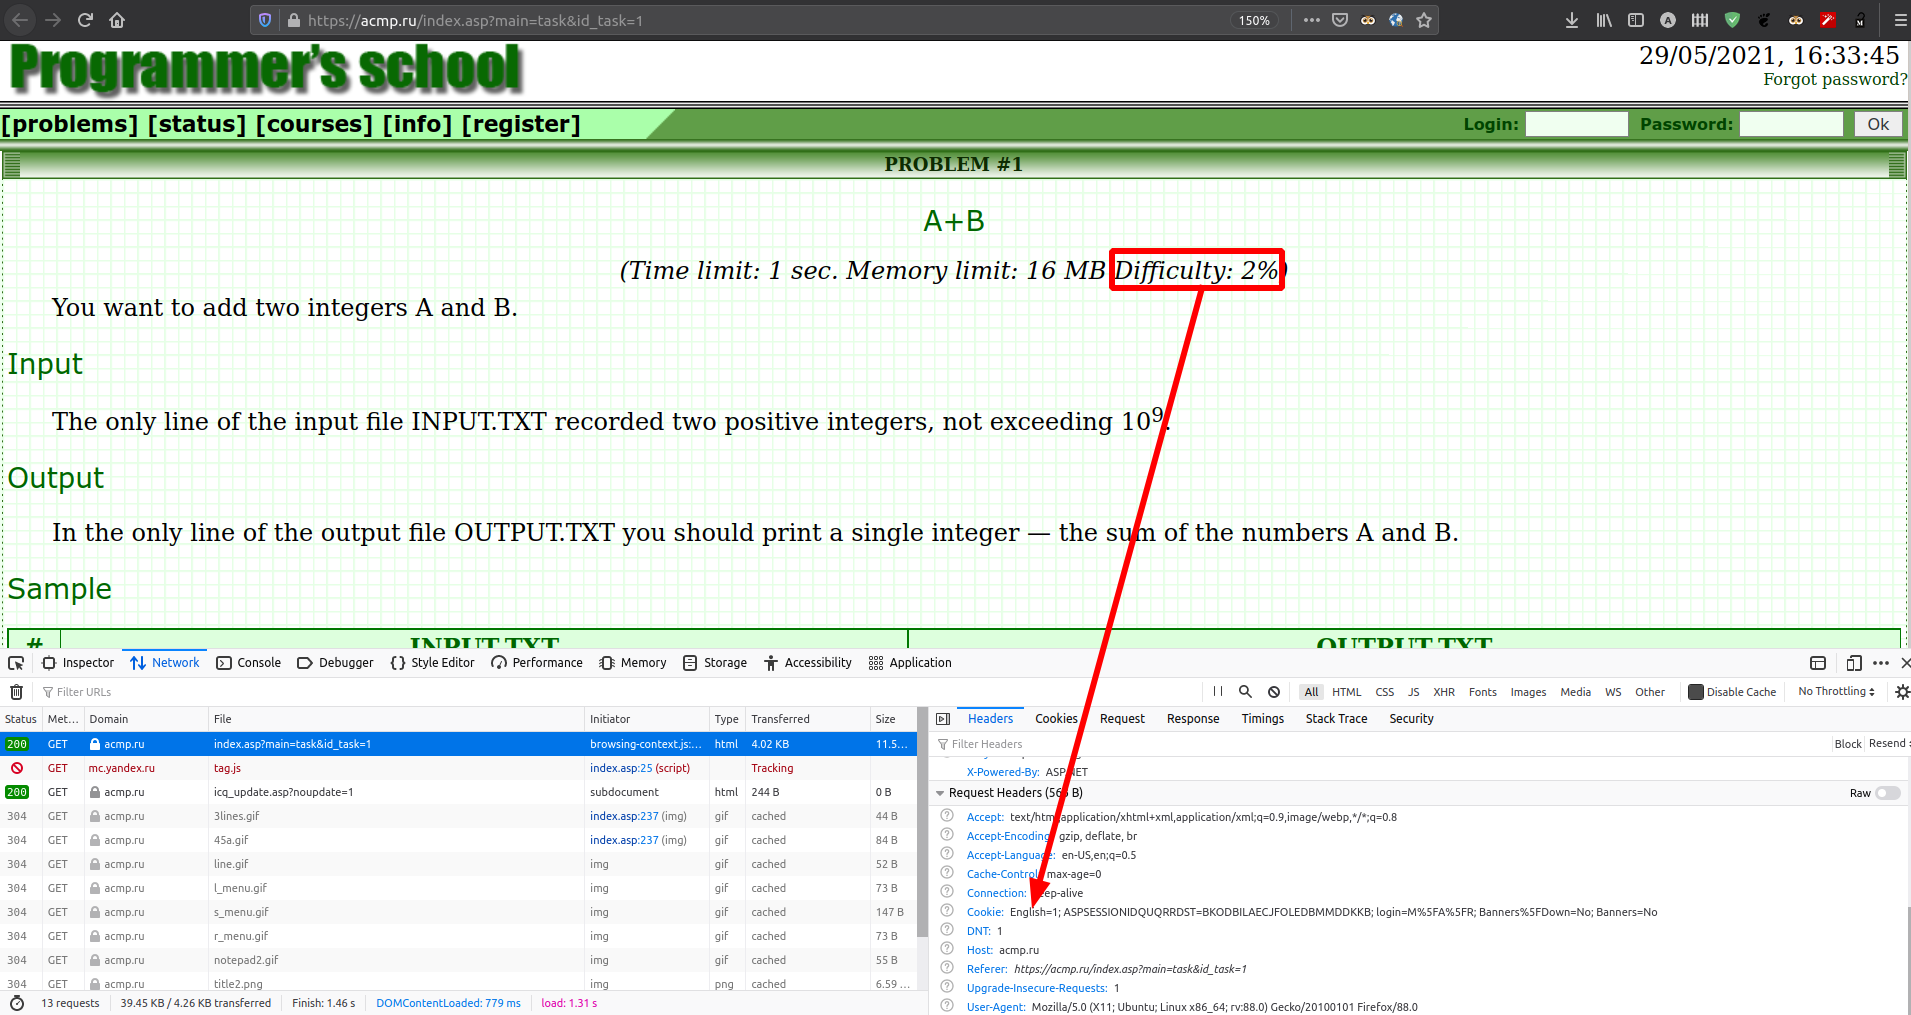 https://acmp.ru/index.asp?main=task&id_task=1
150%
Programmer's school
29/05/2021, 16:33:45
Forgot password?
[problems] [status] [courses] [info] [register]
Login: Password: Ok
PROBLEM #1
A+B
(Time limit: 1 sec. Memory limit: 16 MB Difficulty: 2%)
You want to add two integers A and B.
Input
The only line of the input file INPUT.TXT recorded two positive integers, not exceeding 10⁹.
Output
In the only line of the output file OUTPUT.TXT you should print a single integer — the sum of the numbers A and B.
Sample
# INPUT.TXT OUTPUT.TXT
Inspector Network Console Debugger Style Editor Performance Memory Storage Accessibility Application
Filter URLs
All HTML CSS JS XHR Fonts Images Media WS Other Disable Cache No Throttling
Status Met... Domain File Initiator Type Transferred Size
200 GET acmp.ru index.asp?main=task&id_task=1 browsing-context.js:... html 4.02 KB 11.5...
GET mc.yandex.ru tag.js index.asp:25 (script) Tracking
200 GET acmp.ru icq_update.asp?noupdate=1 subdocument html 244 B 0 B
304 GET acmp.ru 3lines.gif index.asp:237 (img) gif cached 44 B
304 GET acmp.ru 45a.gif index.asp:237 (img) gif cached 84 B
304 GET acmp.ru line.gif img gif cached 52 B
304 GET acmp.ru l_menu.gif img gif cached 73 B
304 GET acmp.ru s_menu.gif img gif cached 147 B
304 GET acmp.ru r_menu.gif img gif cached 73 B
304 GET acmp.ru notepad2.gif img gif cached 55 B
304 GET acmp.ru title2.png img png cached 6.59 ...
13 requests 39.45 KB / 4.26 KB transferred Finish: 1.46 s DOMContentLoaded: 779 ms load: 1.31 s
Headers Cookies Request Response Timings Stack Trace Security
Filter Headers Block Resend
X-Powered-By: ASP.NET
Request Headers (56 B) Raw
Accept: text/html,application/xhtml+xml,application/xml;q=0.9,image/webp,*/*;q=0.8
Accept-Encoding: gzip, deflate, br
Accept-Language: en-US,en;q=0.5
Cache-Control: max-age=0
Connection: keep-alive
Cookie: English=1; ASPSESSIONIDQUQRRDST=BKODBILAECJFOLEDBMMDDKKB; login=M%5FA%5FR; Banners%5FDown=No; Banners=No
DNT: 1
Host: acmp.ru
Referer: https://acmp.ru/index.asp?main=task&id_task=1
Upgrade-Insecure-Requests: 1
User-Agent: Mozilla/5.0 (X11; Ubuntu; Linux x86_64; rv:88.0) Gecko/20100101 Firefox/88.0